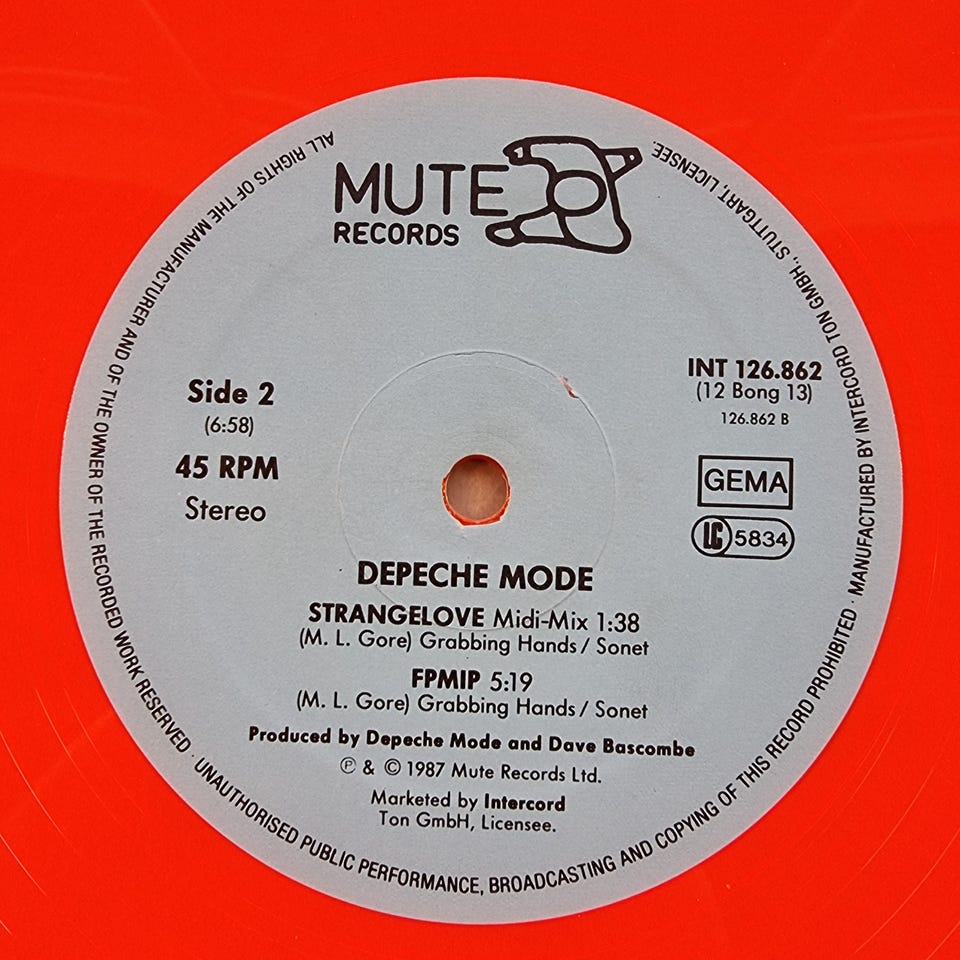 MUTE
RECORDS
Side 2
(6:58)
45 RPM
Stereo
INT 126.862
(12 Bong 13)
126.862 B
GEMA
LC 5834
DEPECHE MODE
STRANGELOVE Midi-Mix 1:38
(M. L. Gore) Grabbing Hands / Sonet
FPMIP 5:19
(M. L. Gore) Grabbing Hands / Sonet
Produced by Depeche Mode and Dave Bascombe
℗ & © 1987 Mute Records Ltd.
Marketed by Intercord
Ton GmbH, Licensee.
ALL RIGHTS OF THE MANUFACTURER AND OF THE OWNER OF THE RECORDED WORK RESERVED · UNAUTHORISED PUBLIC PERFORMANCE, BROADCASTING AND COPYING OF THIS RECORD PROHIBITED · MANUFACTURED BY INTERCORD TON GMBH, STUTTGART, LICENSEE.